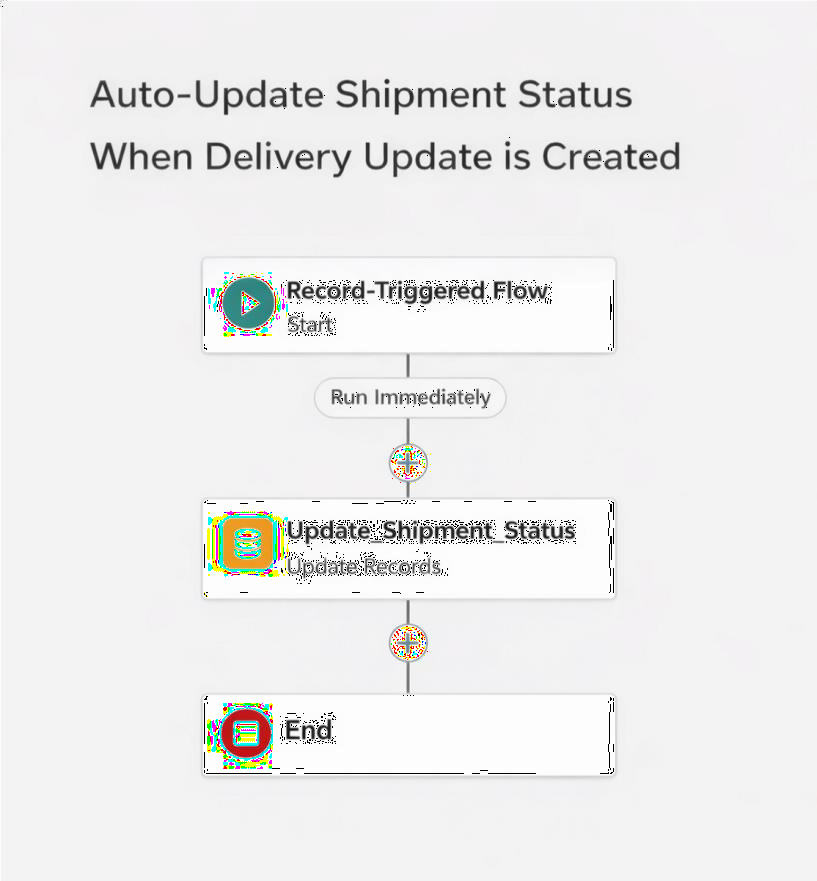 Auto-Update Shipment Status
When Delivery Update is Created
Record-Triggered Flow
Start
Run Immediately
Update_Shipment_Status
Update Records
End